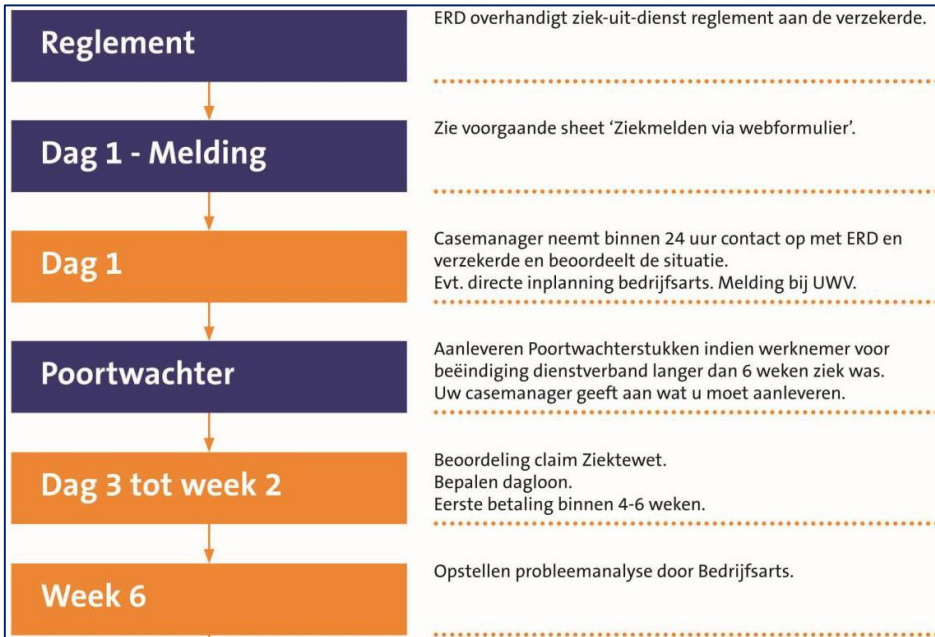 Reglement
ERD overhandigt ziek-uit-dienst reglement aan de verzekerde.
Dag 1 - Melding
Zie voorgaande sheet ‘Ziekmelden via webformulier’.
Dag 1
Casemanager neemt binnen 24 uur contact op met ERD en
verzekerde en beoordeelt de situatie.
Evt. directe inplanning bedrijfsarts. Melding bij UWV.
Poortwachter
Aanleveren Poortwachterstukken indien werknemer voor
beëindiging dienstverband langer dan 6 weken ziek was.
Uw casemanager geeft aan wat u moet aanleveren.
Dag 3 tot week 2
Beoordeling claim Ziektewet.
Bepalen dagloon.
Eerste betaling binnen 4-6 weken.
Week 6
Opstellen probleemanalyse door Bedrijfsarts.